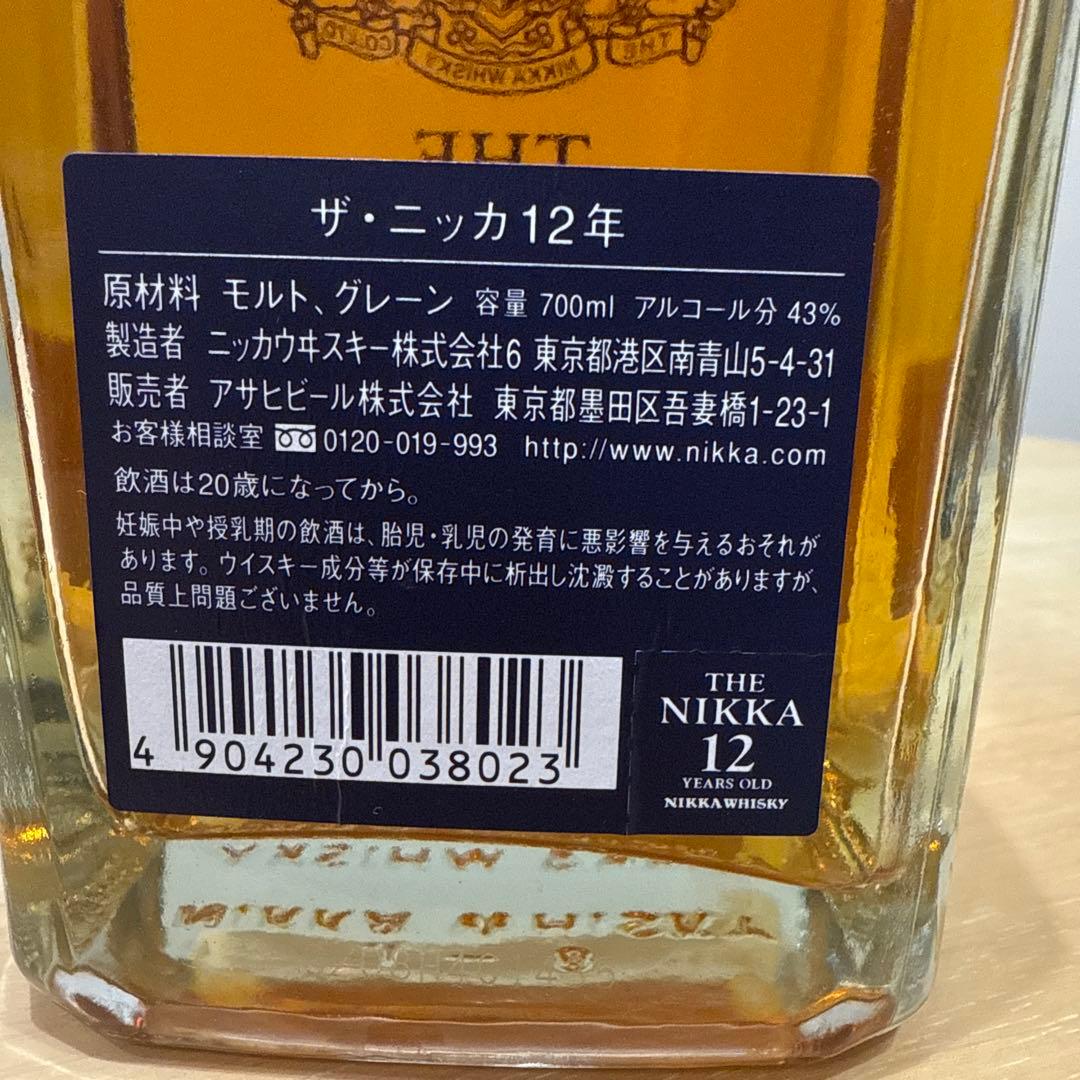 CO.,LTD.
NIKKA WHISKY
THE
THE
ザ・ニッカ12年
原材料 モルト、グレーン 容量 700ml アルコール分 43%
製造者 ニッカウヰスキー株式会社6 東京都港区南青山5-4-31
販売者 アサヒビール株式会社 東京都墨田区吾妻橋1-23-1
お客様相談室 0120-019-993 http://www.nikka.com
飲酒は20歳になってから。
妊娠中や授乳期の飲酒は、胎児・乳児の発育に悪影響を与えるおそれが
あります。ウイスキー成分等が保存中に析出し沈澱することがありますが、
品質上問題ございません。
4 904230 038023
THE
NIKKA
12
YEARS OLD
NIKKA WHISKY